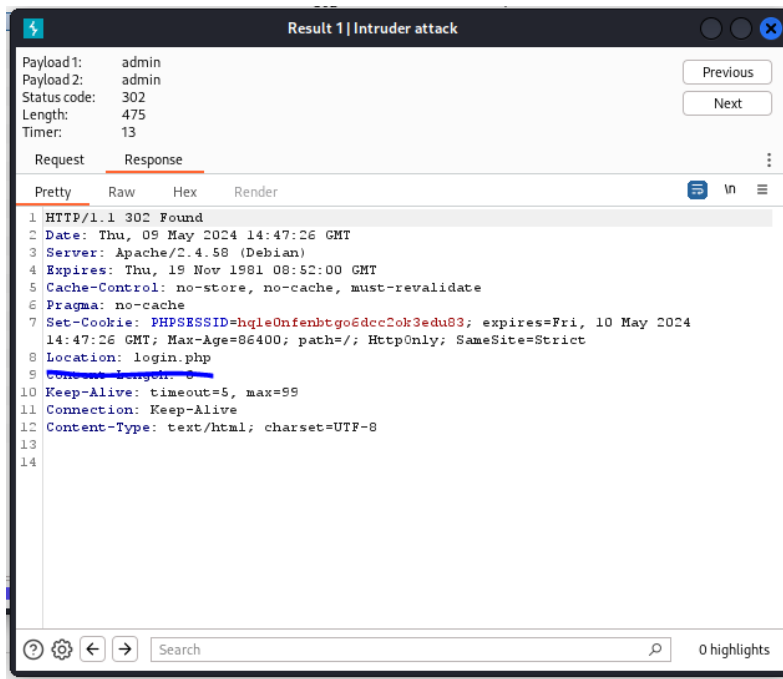 Result 1 | Intruder attack
Payload 1: admin
Payload 2: admin
Status code: 302
Length: 475
Timer: 13
Previous
Next
Request Response
Pretty Raw Hex Render \n
1 HTTP/1.1 302 Found
2 Date: Thu, 09 May 2024 14:47:26 GMT
3 Server: Apache/2.4.58 (Debian)
4 Expires: Thu, 19 Nov 1981 08:52:00 GMT
5 Cache-Control: no-store, no-cache, must-revalidate
6 Pragma: no-cache
7 Set-Cookie: PHPSESSID=hqle0nfenbtgo6dcc2ok3edu83; expires=Fri, 10 May 2024
14:47:26 GMT; Max-Age=86400; path=/; HttpOnly; SameSite=Strict
8 Location: login.php
9 Content-Length:
10 Keep-Alive: timeout=5, max=99
11 Connection: Keep-Alive
12 Content-Type: text/html; charset=UTF-8
13
14
Search
0 highlights